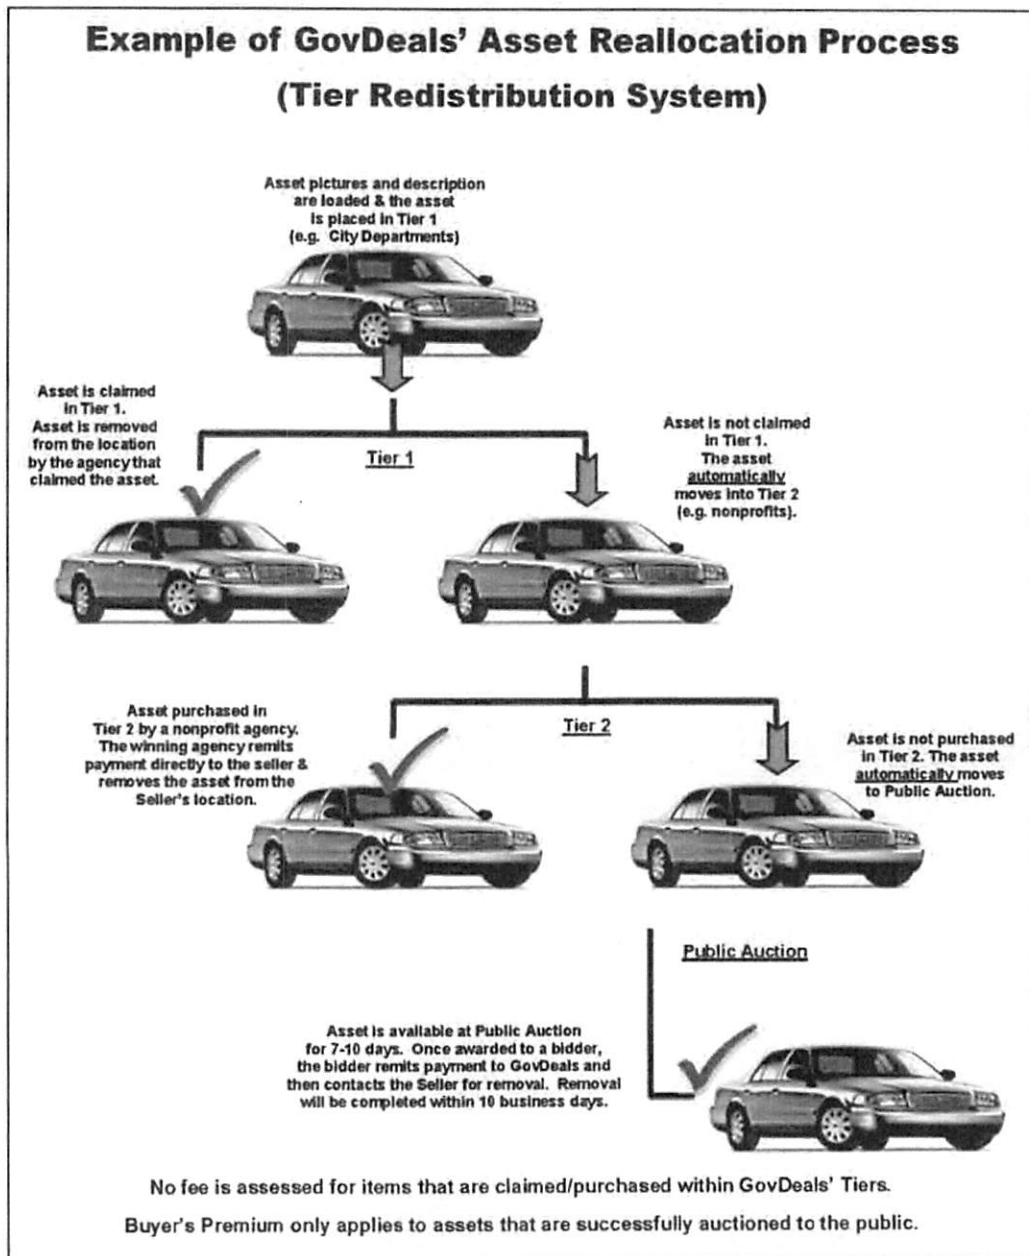 Example of GovDeals' Asset Reallocation Process
(Tier Redistribution System)
Asset pictures and description
are loaded & the asset
is placed in Tier 1
(e.g. City Departments)
Asset is claimed
in Tier 1.
Asset is removed
from the location
by the agency that
claimed the asset.
Tier 1
Asset is not claimed
in Tier 1.
The asset
automatically
moves into Tier 2
(e.g. nonprofits).
Asset purchased in
Tier 2 by a nonprofit agency.
The winning agency remits
payment directly to the seller &
removes the asset from the
Seller's location.
Tier 2
Asset is not purchased
in Tier 2. The asset
automatically moves
to Public Auction.
Public Auction
Asset is available at Public Auction
for 7-10 days. Once awarded to a bidder,
the bidder remits payment to GovDeals and
then contacts the Seller for removal. Removal
will be completed within 10 business days.
No fee is assessed for items that are claimed/purchased within GovDeals' Tiers.
Buyer's Premium only applies to assets that are successfully auctioned to the public.